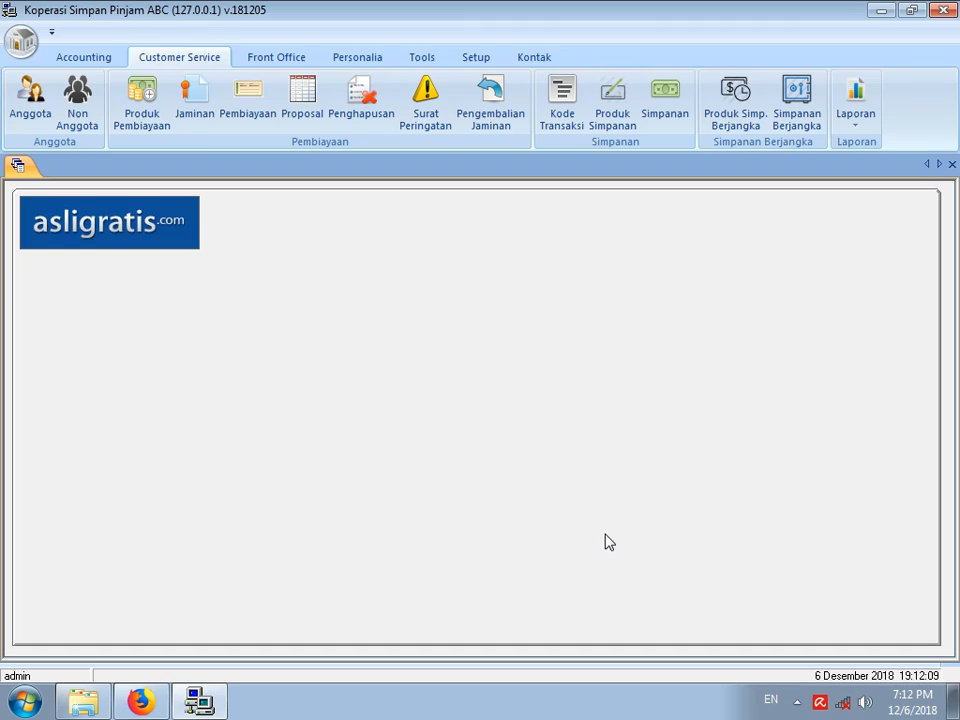 Koperasi Simpan Pinjam ABC (127.0.0.1) v.181205
Accounting
Customer Service
Front Office
Personalia
Tools
Setup
Kontak
Anggota
Non
Anggota
Produk
Pembiayaan
Jaminan
Pembiayaan
Proposal
Penghapusan
Surat
Peringatan
Pengembalian
Jaminan
Kode
Transaksi
Produk
Simpanan
Simpanan
Produk Simp.
Berjangka
Simpanan
Berjangka
Laporan
Anggota
Pembiayaan
Simpanan
Simpanan Berjangka
Laporan
asligratis.com
admin
6 Desember 2018 19:12:09
EN
7:12 PM
12/6/2018